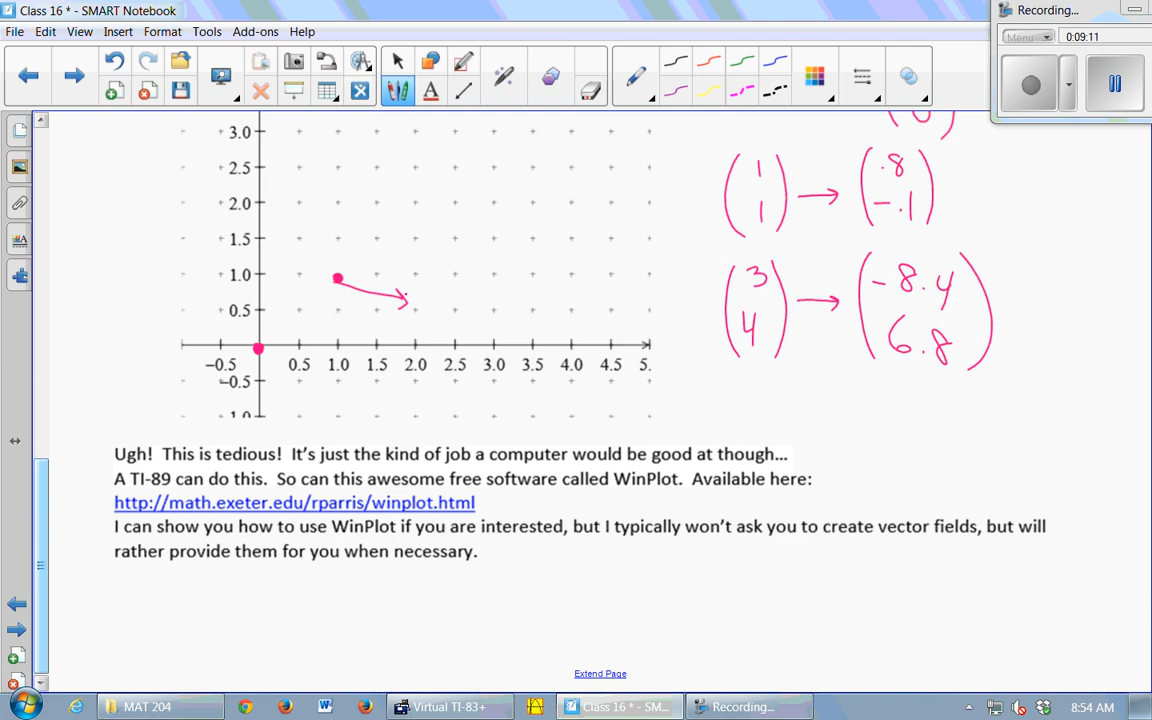 Class 16 * - SMART Notebook
Recording...
File Edit View Insert Format Tools Add-ons Help
Menu
0:09:11
3.0
2.5
2.0
1.5
1.0
0.5
−0.5 0.5 1.0 1.5 2.0 2.5 3.0 3.5 4.0 4.5 5.
−0.5
1.0
(0)
(1 → (.8
1) −.1)
(3 → (−8.4
4) 6.8)
Ugh! This is tedious! It's just the kind of job a computer would be good at though...
A TI-89 can do this. So can this awesome free software called WinPlot. Available here:
http://math.exeter.edu/rparris/winplot.html
I can show you how to use WinPlot if you are interested, but I typically won't ask you to create vector fields, but will
rather provide them for you when necessary.
Extend Page
MAT 204
Virtual TI-83+
Class 16 * - SM...
Recording...
8:54 AM